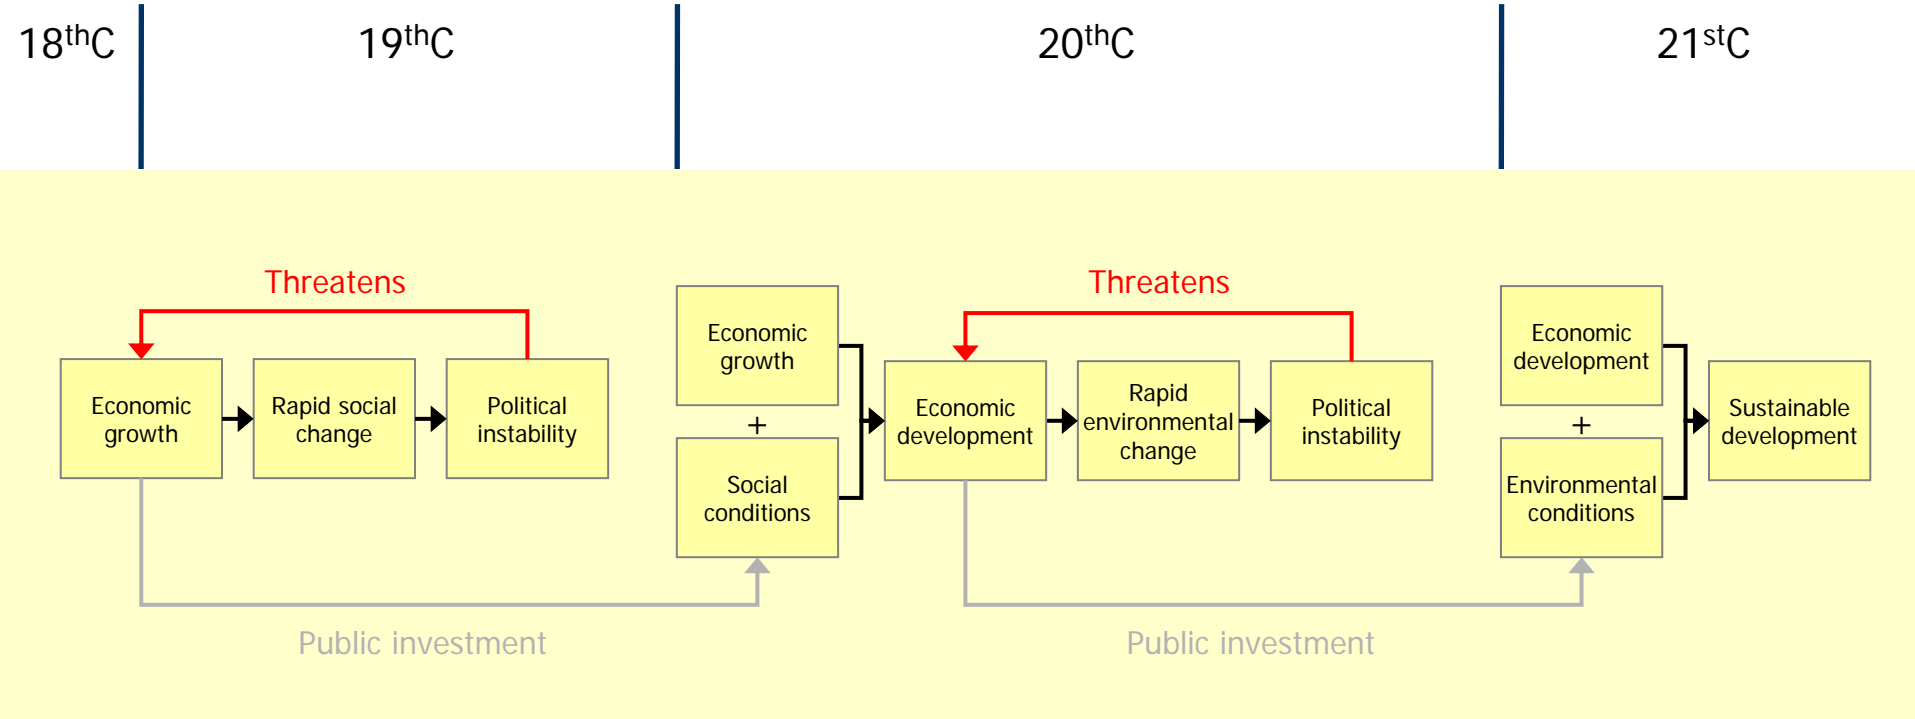 18thC
19thC
20thC
21stC
Threatens
Economic
growth
Rapid social
change
Political
instability
Public investment
Economic
growth
+
Social
conditions
Threatens
Economic
development
Rapid
environmental
change
Political
instability
Public investment
Economic
development
+
Environmental
conditions
Sustainable
development